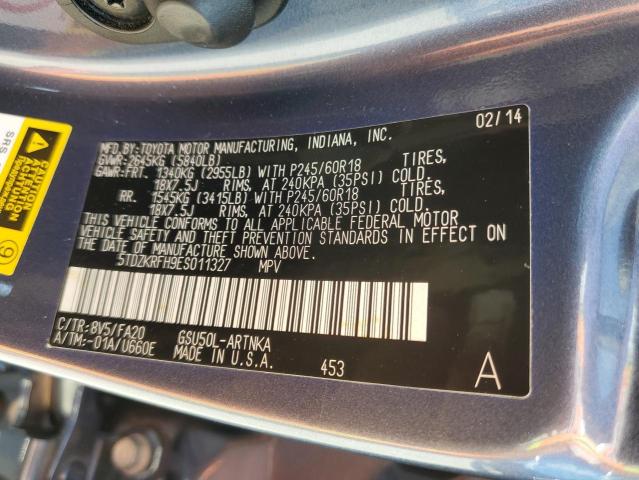 MFD. BY: TOYOTA MOTOR MANUFACTURING, INDIANA, INC. 02/14
GVWR: 2645KG (5840LB)
GAWR: FRT. 1340KG (2955LB) WITH P245/60R18 TIRES,
18X7.5J RIMS, AT 240KPA (35PSI) COLD.
RR. 1545KG (3415LB) WITH P245/60R18 TIRES,
18X7.5J RIMS, AT 240KPA (35PSI) COLD.
THIS VEHICLE CONFORMS TO ALL APPLICABLE FEDERAL MOTOR
VEHICLE SAFETY AND THEFT PREVENTION STANDARDS IN EFFECT ON
THE DATE OF MANUFACTURE SHOWN ABOVE.
5TDZKRFH9ES011327 MPV
C/TR: 8V5/FA20 GSU50L-ARTNKA
A/TM: -01A/U660E MADE IN U.S.A. 453 A
SRS
CAUTION
ATTENTION
9